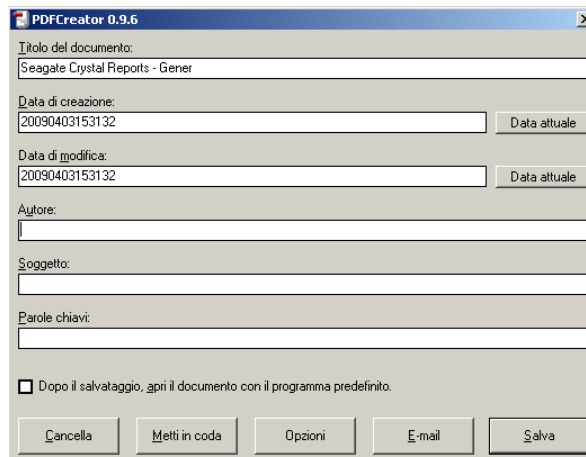 PDFCreator 0.9.6
Titolo del documento:
Seagate Crystal Reports - Gener
Data di creazione:
20090403153132
Data attuale
Data di modifica:
20090403153132
Data attuale
Autore:
Soggetto:
Parole chiavi:
Dopo il salvataggio, apri il documento con il programma predefinito.
Cancella Metti in coda Opzioni E-mail Salva